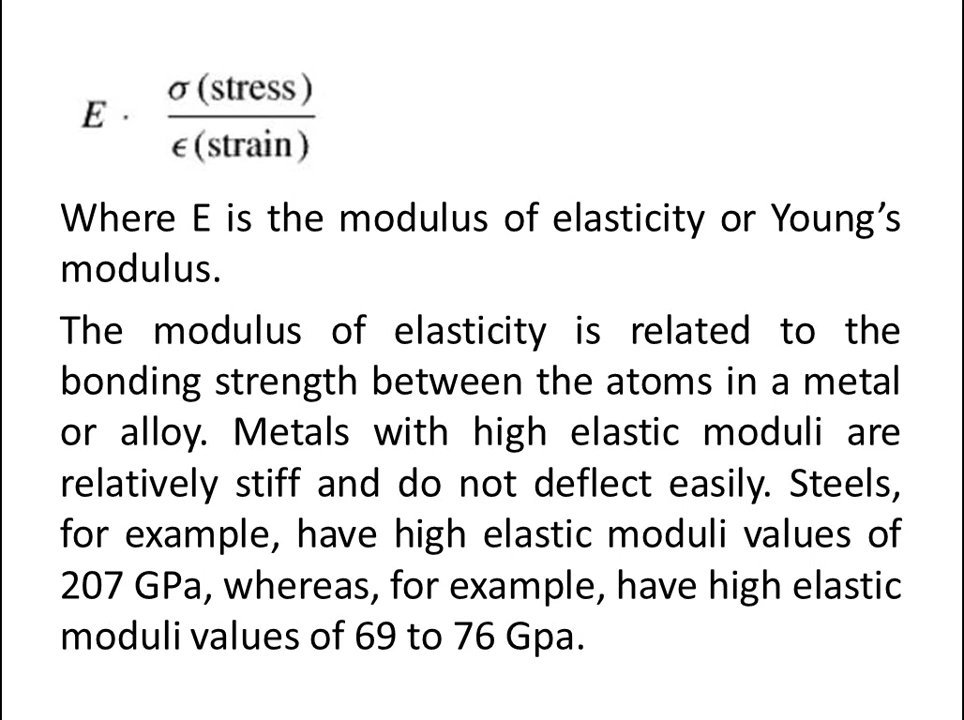 E · σ (stress) / ϵ (strain)
Where E is the modulus of elasticity or Young’s
modulus.
The modulus of elasticity is related to the
bonding strength between the atoms in a metal
or alloy. Metals with high elastic moduli are
relatively stiff and do not deflect easily. Steels,
for example, have high elastic moduli values of
207 GPa, whereas, for example, have high elastic
moduli values of 69 to 76 Gpa.